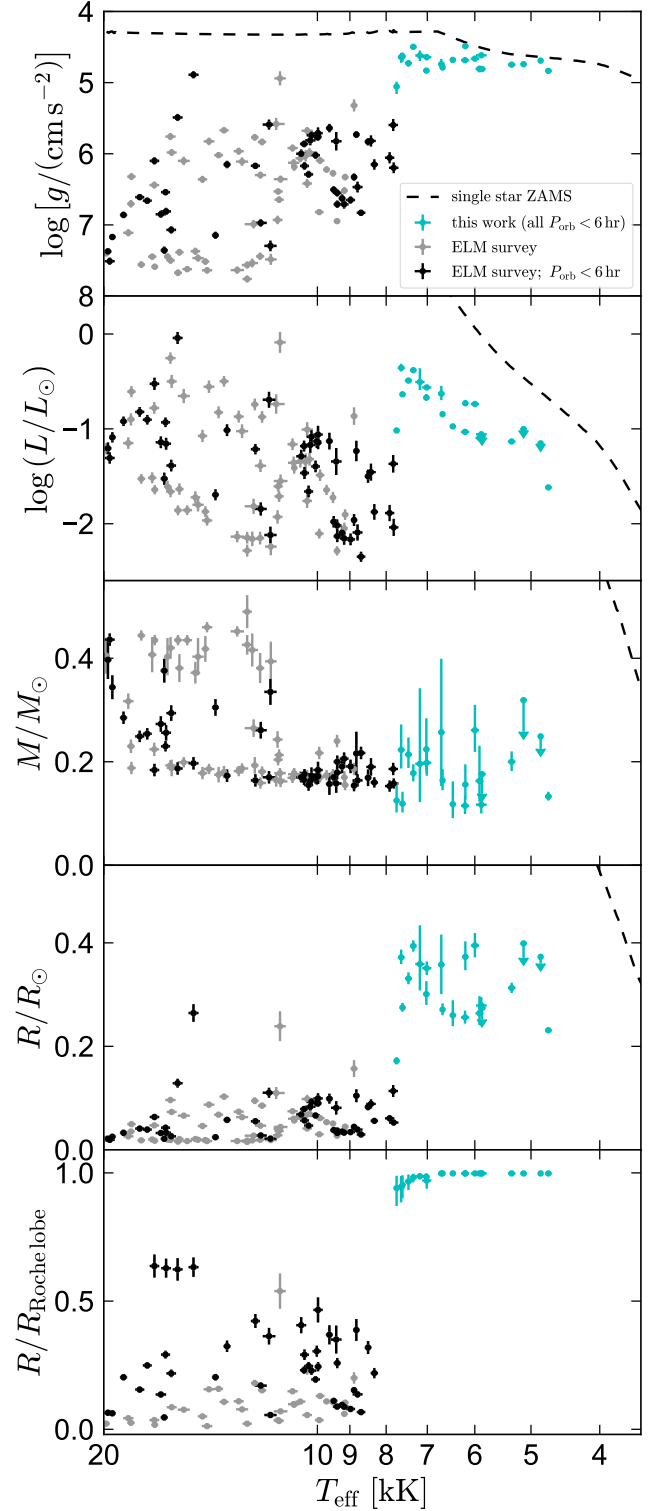 4
5
6
7
8
log [g/(cm s⁻²)]
single star ZAMS
this work (all P_orb < 6 hr)
ELM survey
ELM survey; P_orb < 6 hr
0
−1
−2
log (L/L_⊙)
0.4
0.2
0.0
M/M_⊙
0.4
0.2
0.0
R/R_⊙
1.0
0.5
0.0
R/R_Roche lobe
20 10 9 8 7 6 5 4
T_eff [kK]